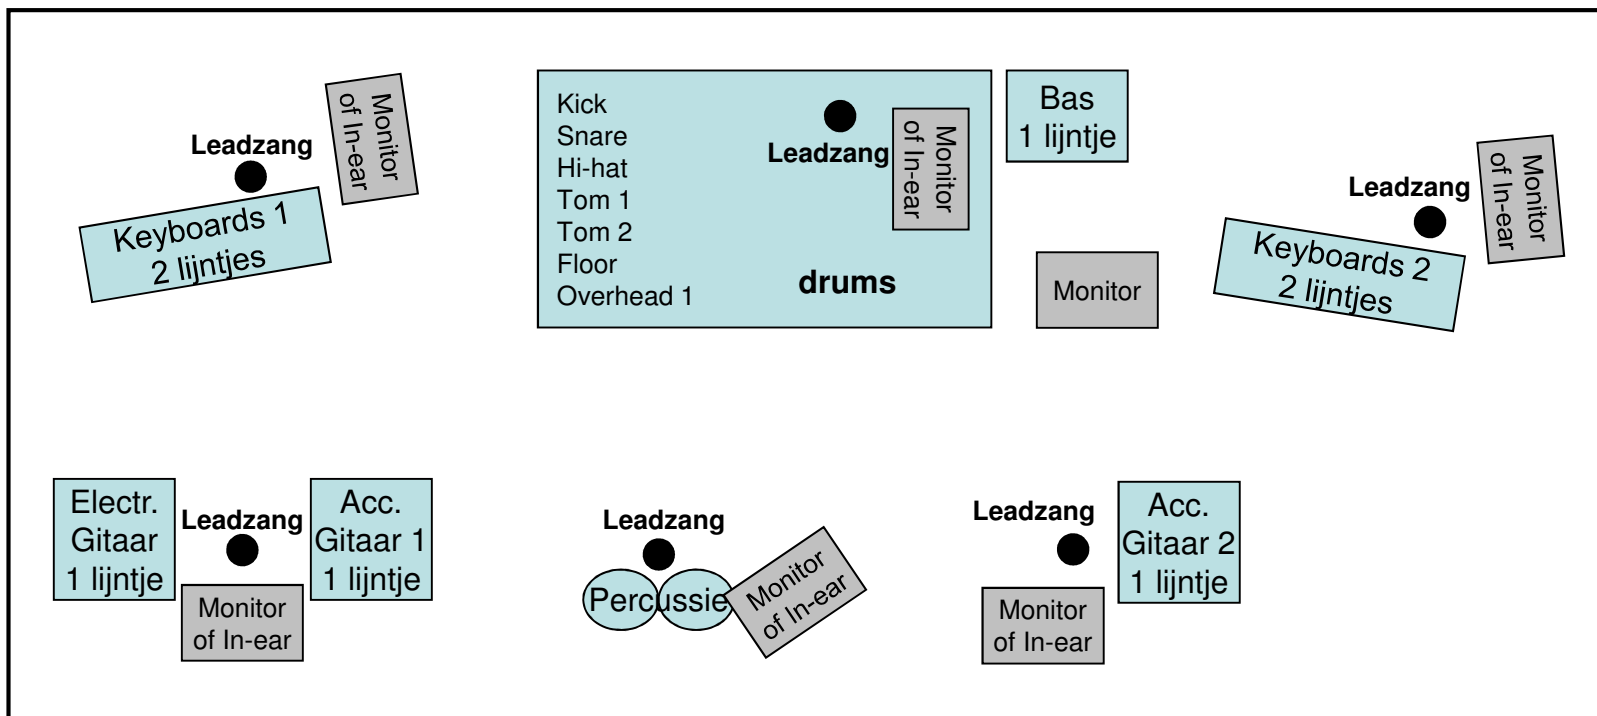 Leadzang
Monitor
of In-ear
Keyboards 1
2 lijntjes
Kick
Snare
Hi-hat
Tom 1
Tom 2
Floor
Overhead 1
Leadzang
Monitor
of In-ear
drums
Bas
1 lijntje
Monitor
Leadzang
Monitor
of In-ear
Keyboards 2
2 lijntjes
Electr.
Gitaar
1 lijntje
Leadzang
Monitor
of In-ear
Acc.
Gitaar 1
1 lijntje
Leadzang
Percussie
Monitor
of In-ear
Leadzang
Monitor
of In-ear
Acc.
Gitaar 2
1 lijntje